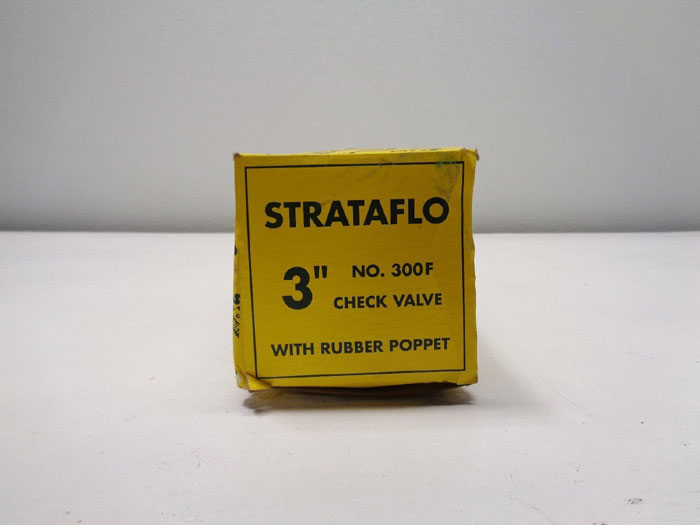 STRATAFLO
3" NO. 300F
CHECK VALVE
WITH RUBBER POPPET